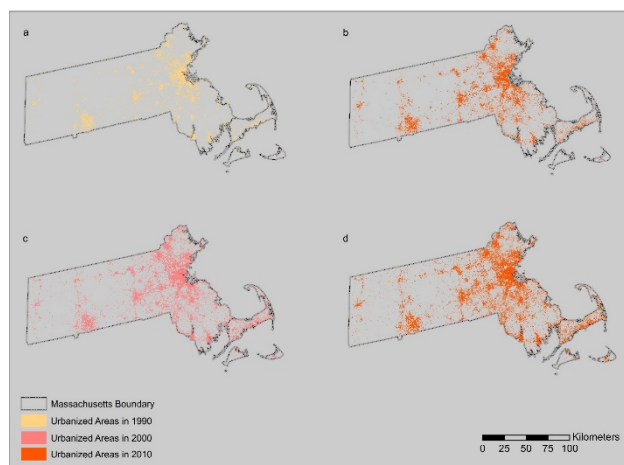 a
b
c
d
Massachusetts Boundary
Urbanized Areas in 1990
Urbanized Areas in 2000
Urbanized Areas in 2010
Kilometers
0 25 50 75 100